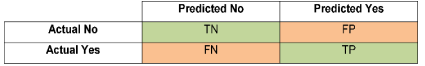 Predicted No Predicted Yes
Actual No TN FP
Actual Yes FN TP